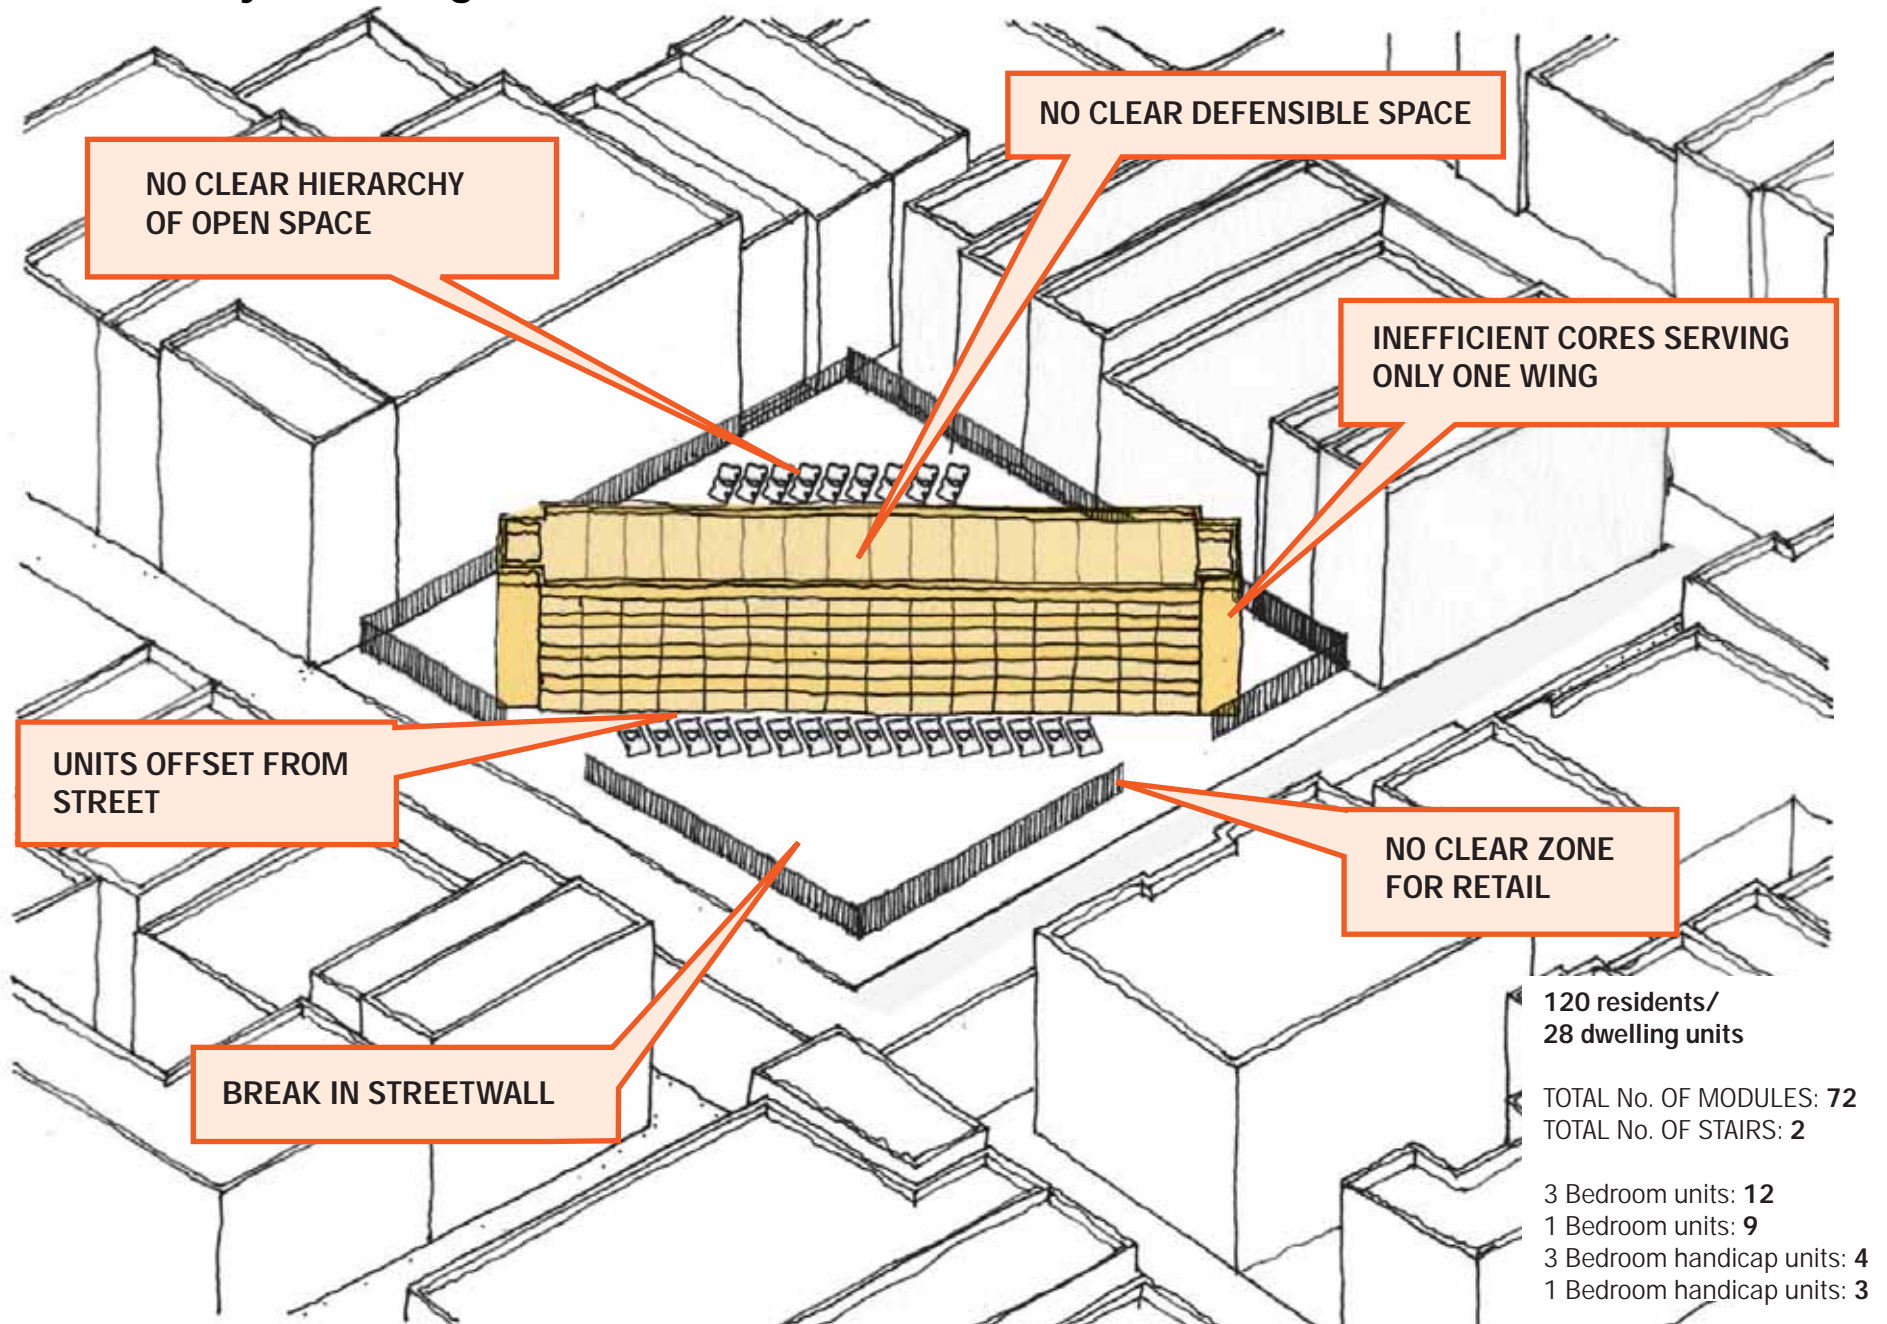 NO CLEAR DEFENSIBLE SPACE
NO CLEAR HIERARCHY
OF OPEN SPACE
INEFFICIENT CORES SERVING
ONLY ONE WING
UNITS OFFSET FROM
STREET
NO CLEAR ZONE
FOR RETAIL
BREAK IN STREETWALL
120 residents/
28 dwelling units
TOTAL No. OF MODULES: 72
TOTAL No. OF STAIRS: 2
3 Bedroom units: 12
1 Bedroom units: 9
3 Bedroom handicap units: 4
1 Bedroom handicap units: 3